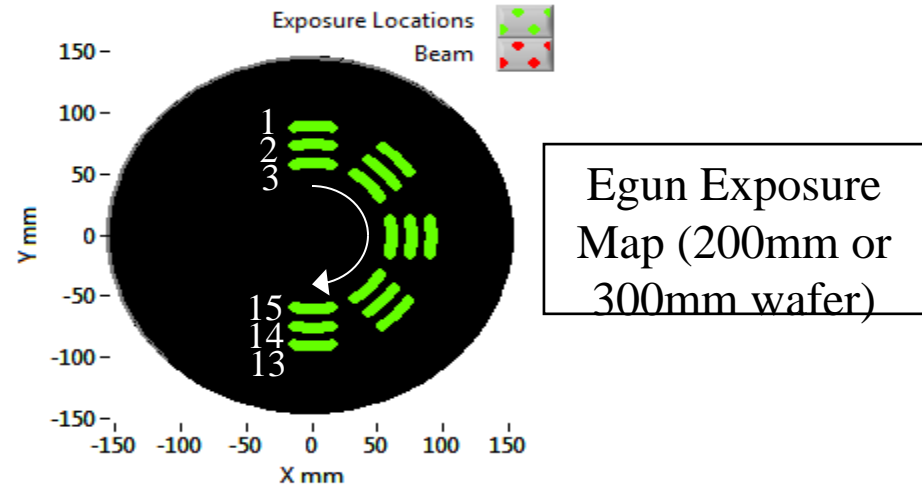 Exposure Locations
Beam
150
100
50
0
-50
-100
-150
Y mm
1
2
3
15
14
13
-150 -100 -50 0 50 100 150
X mm
Egun Exposure
Map (200mm or
300mm wafer)